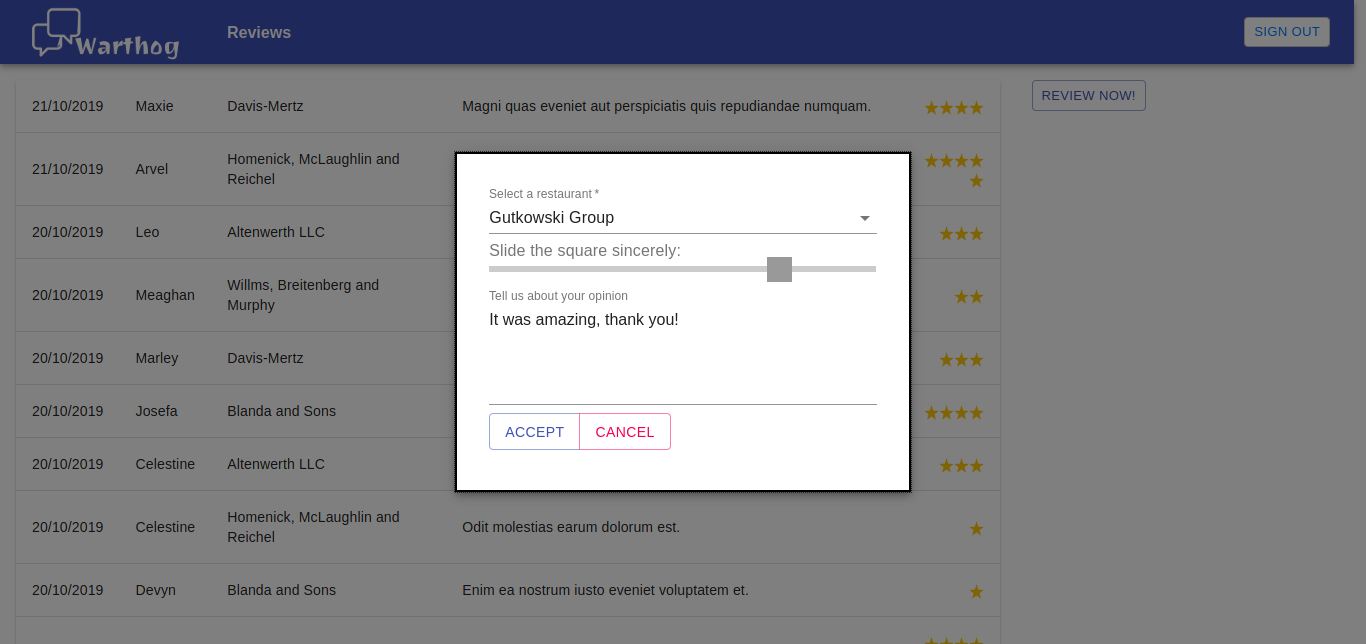 Warthog
Reviews
SIGN OUT
REVIEW NOW!
21/10/2019 Maxie Davis-Mertz Magni quas eveniet aut perspiciatis quis repudiandae numquam. ★★★★
21/10/2019 Arvel Homenick, McLaughlin and ★★★★
Reichel ★
20/10/2019 Leo Altenwerth LLC ★★★
20/10/2019 Meaghan Willms, Breitenberg and ★★
Murphy
20/10/2019 Marley Davis-Mertz ★★★
20/10/2019 Josefa Blanda and Sons ★★★★
20/10/2019 Celestine Altenwerth LLC ★★★
20/10/2019 Celestine Homenick, McLaughlin and Odit molestias earum dolorum est. ★
Reichel
20/10/2019 Devyn Blanda and Sons Enim ea nostrum iusto eveniet voluptatem et. ★
★★★★
Select a restaurant *
Gutkowski Group
Slide the square sincerely:
Tell us about your opinion
It was amazing, thank you!
ACCEPT CANCEL